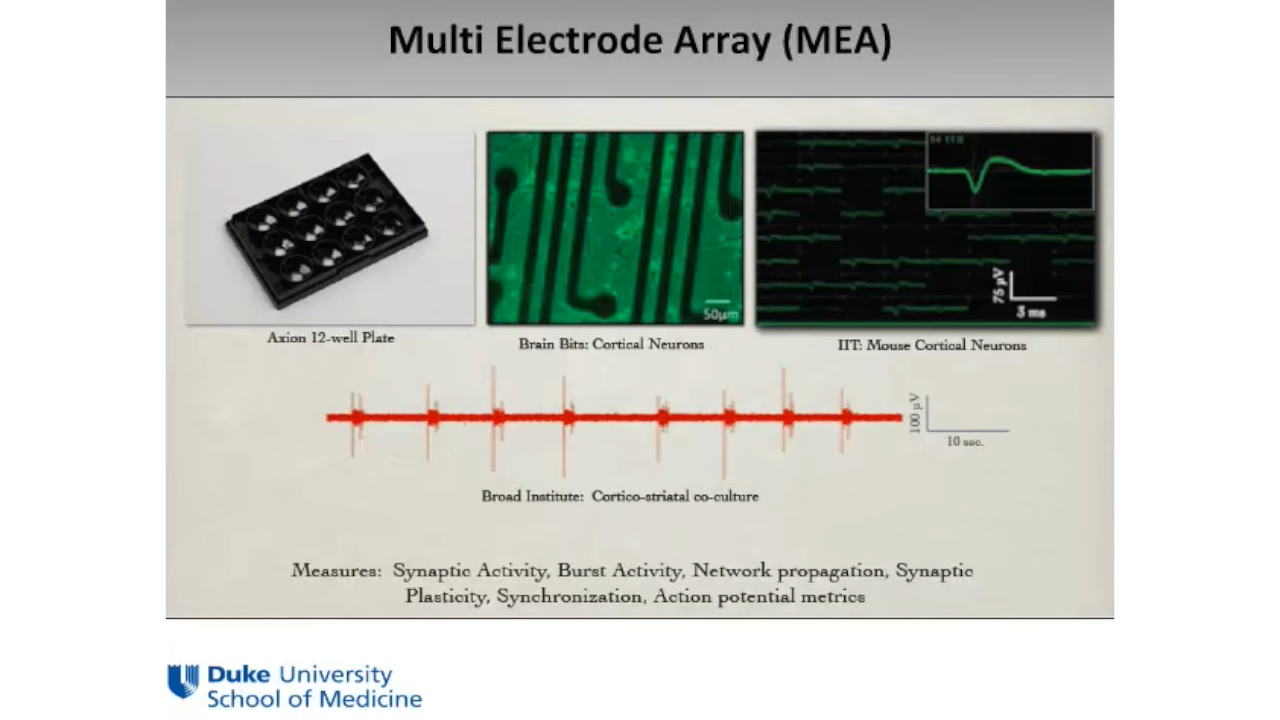 Multi Electrode Array (MEA)
50µm
75 µV
3 ms
Axion 12-well Plate
Brain Bits: Cortical Neurons
IIT: Mouse Cortical Neurons
100 µV
10 sec.
Broad Institute: Cortico-striatal co-culture
Measures: Synaptic Activity, Burst Activity, Network propagation, Synaptic
Plasticity, Synchronization, Action potential metrics
Duke University
School of Medicine